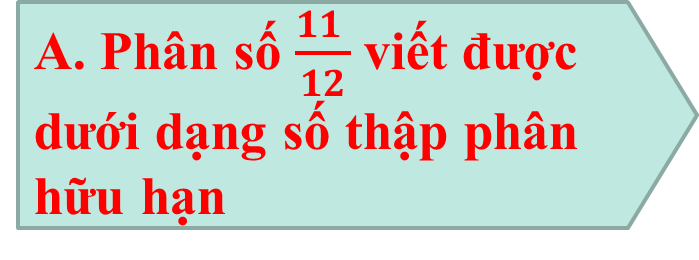 A. Phân số 11/12 viết được
dưới dạng số thập phân
hữu hạn